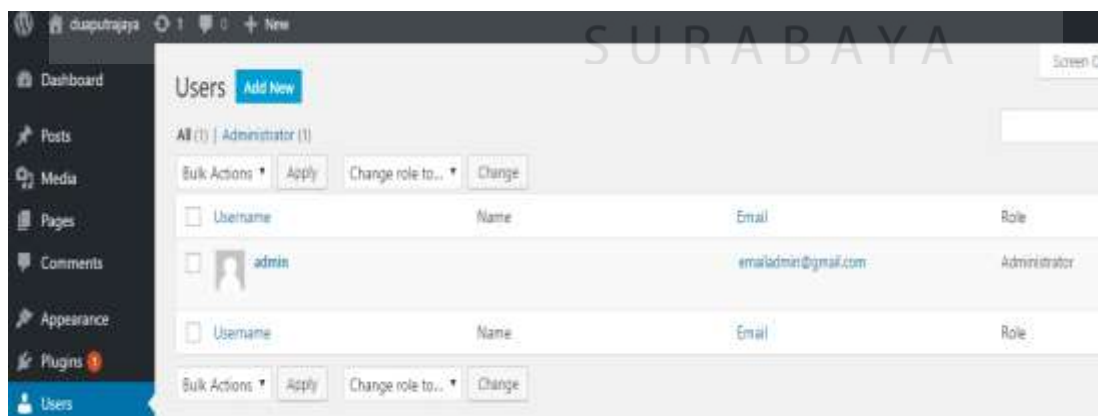 duaputrajaya 1 0 + New
SURABAYA
Screen O
Dashboard
Posts
Media
Pages
Comments
Appearance
Plugins 1
Users
Users Add New
All (1) | Administrator (1)
Bulk Actions Apply Change role to... Change
Username Name Email Role
admin emailadmin@gmail.com Administrator
Username Name Email Role
Bulk Actions Apply Change role to... Change